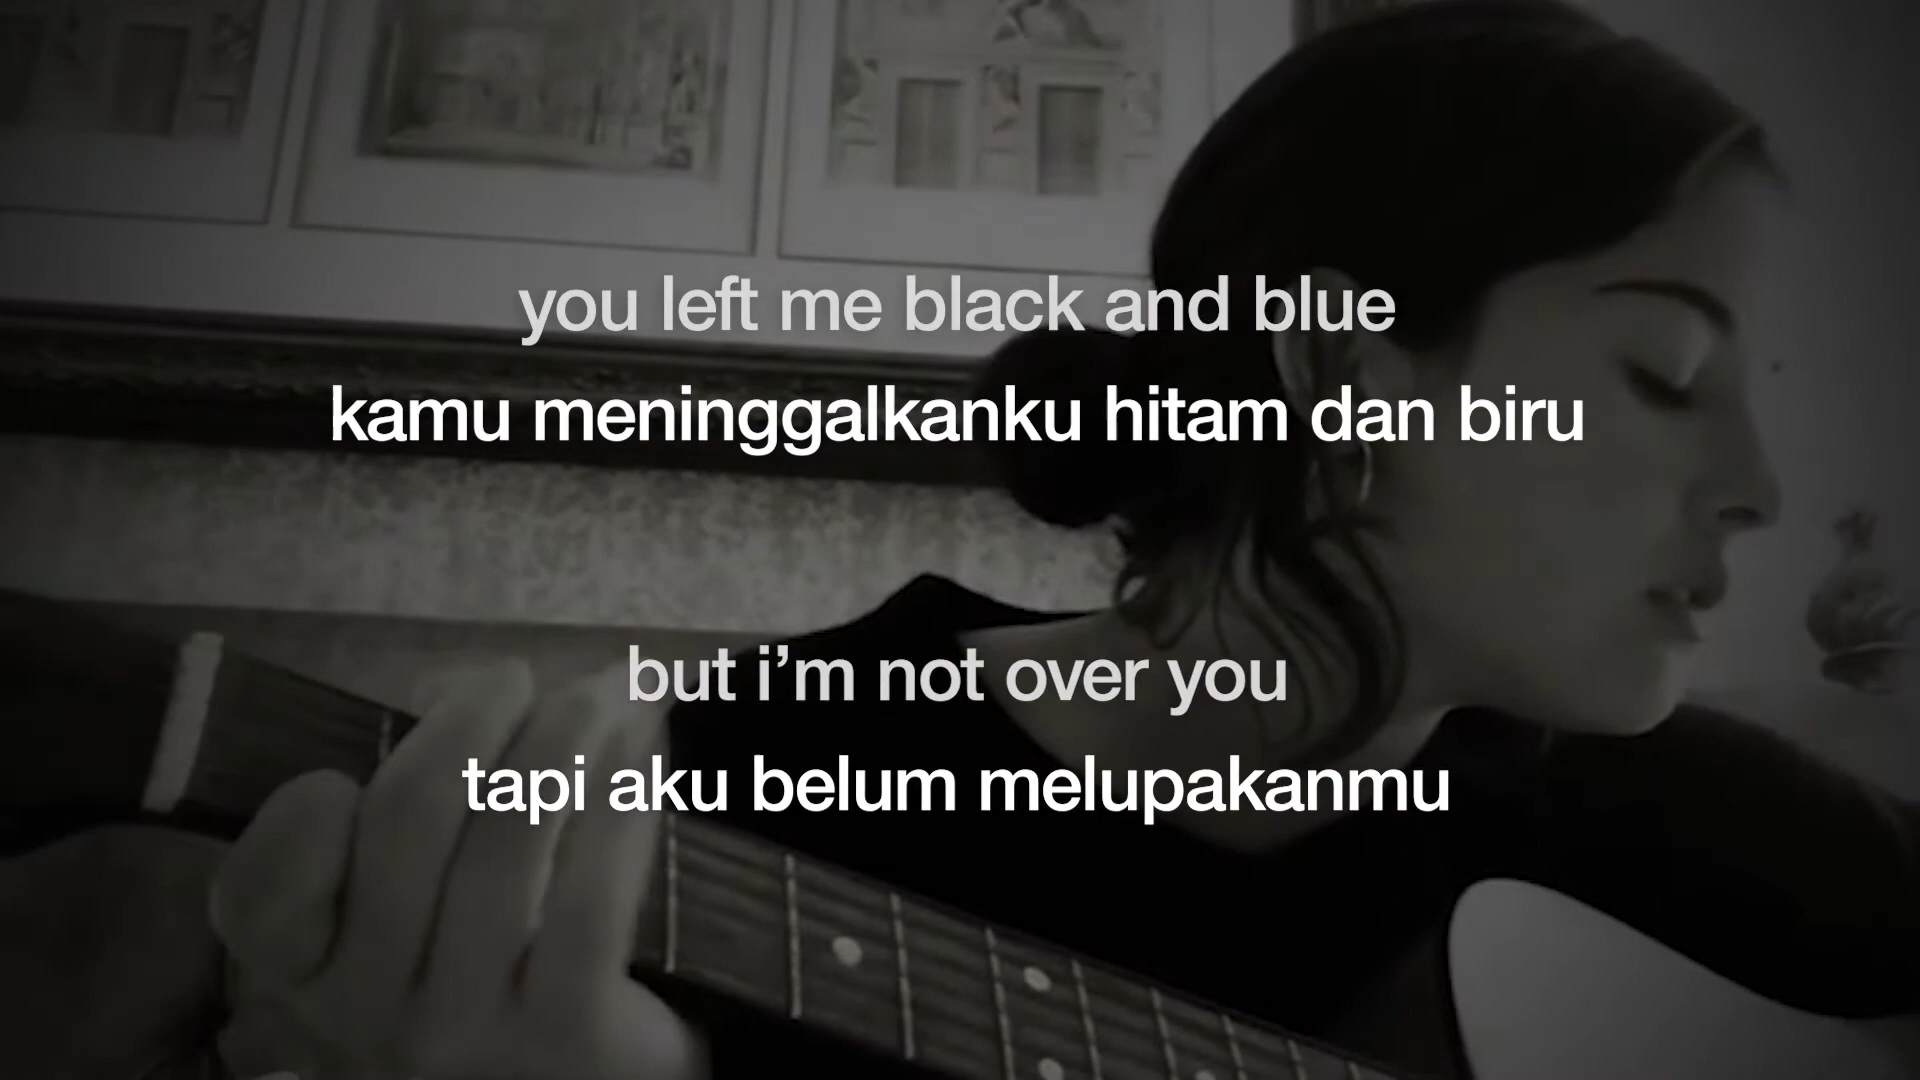 you left me black and blue
kamu meninggalkanku hitam dan biru
but i’m not over you
tapi aku belum melupakanmu